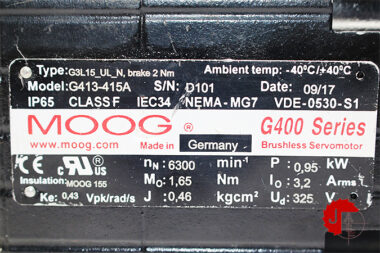 Type:G3L15_UL_N, brake 2 Nm Ambient temp: -40°C/+40°C
Model:G413-415A S/N: D101 Date: 09/17
IP65 CLASS F IEC34 NEMA-MG7 VDE-0530-S1
MOOG® G400 Series
www.moog.com Made in Germany Brushless Servomotor
CE c UL US ® nN : 6300 min-1 P : 0,95 kW
Insulation:MOOG 155 Mo: 1,65 Nm Io : 3,2 Arms
Ke: 0,43 Vpk/rad/s J : 0,46 kgcm² Ud : 325 V